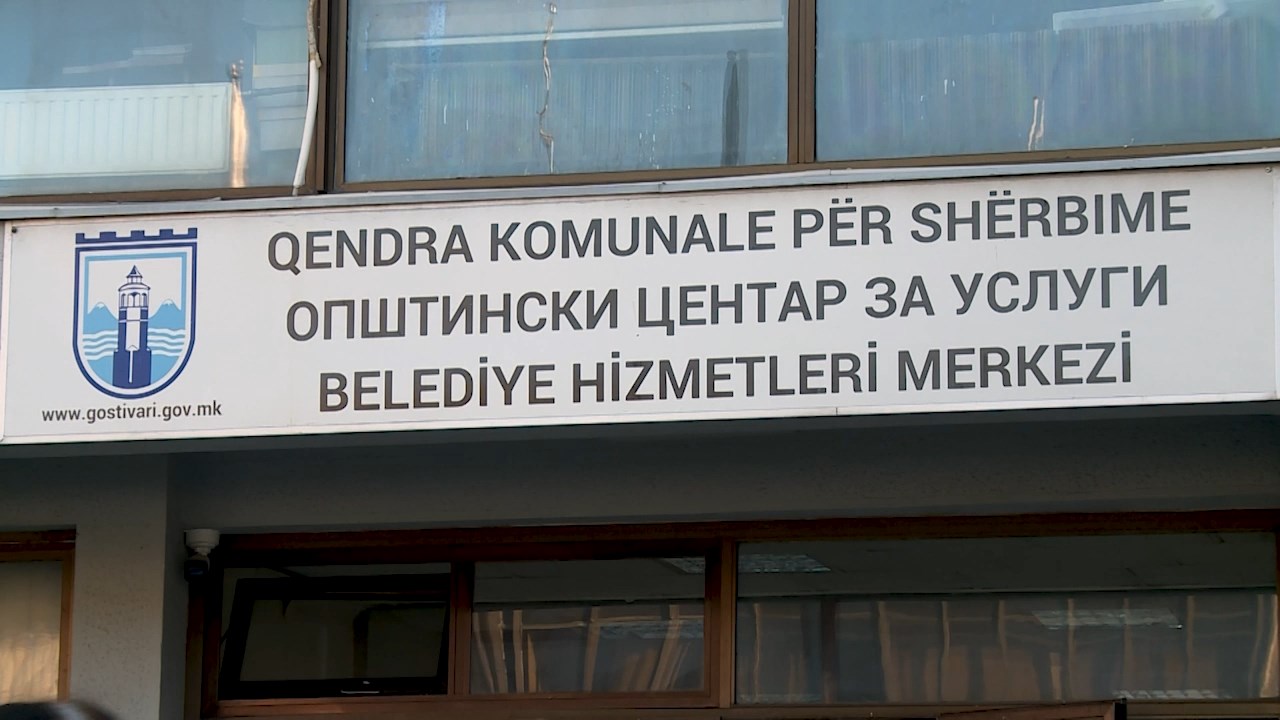 QENDRA KOMUNALE PËR SHËRBIME
ОПШТИНСКИ ЦЕНТАР ЗА УСЛУГИ
BELEDİYE HİZMETLERİ MERKEZİ
www.gostivari.gov.mk